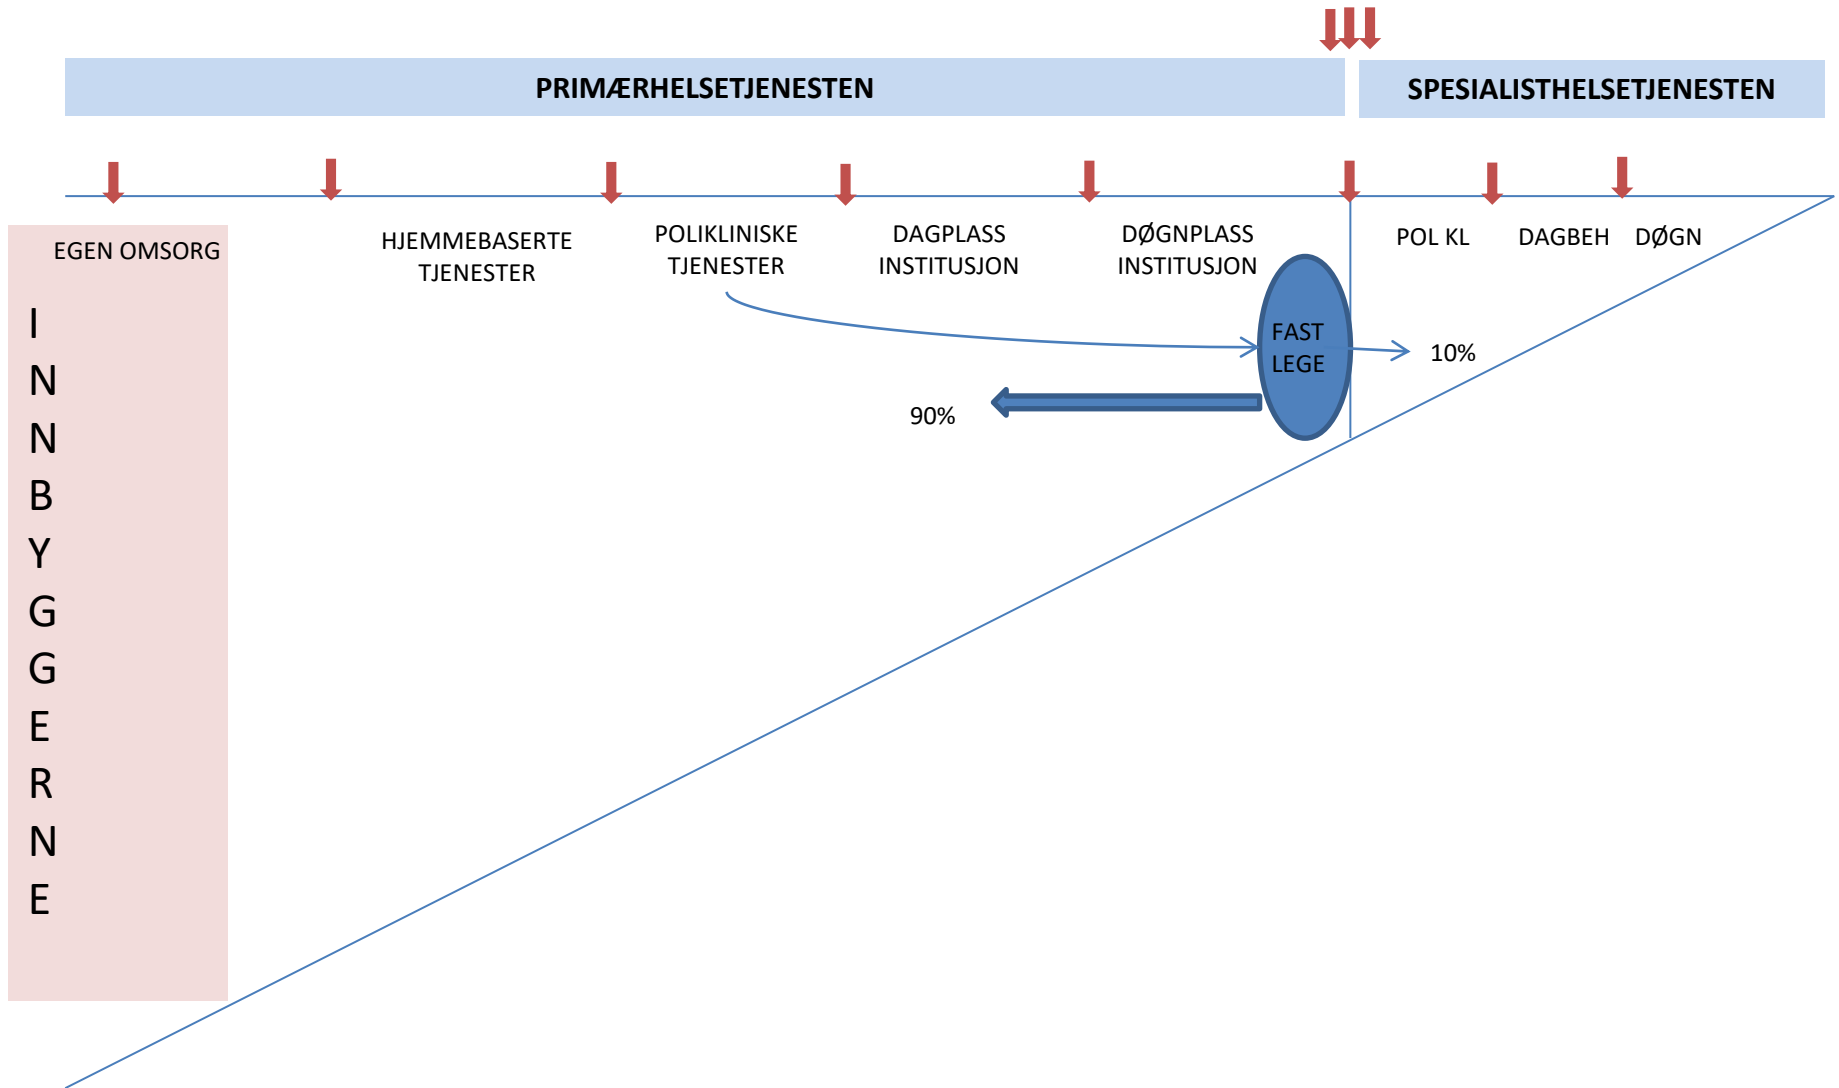 PRIMÆRHELSETJENESTEN
SPESIALISTHELSETJENESTEN
EGEN OMSORG
HJEMMEBASERTE
TJENESTER
POLIKLINISKE
TJENESTER
DAGPLASS
INSTITUSJON
DØGNPLASS
INSTITUSJON
POL KL
DAGBEH
DØGN
FAST
LEGE
10%
90%
I
N
N
B
Y
G
G
E
R
N
E